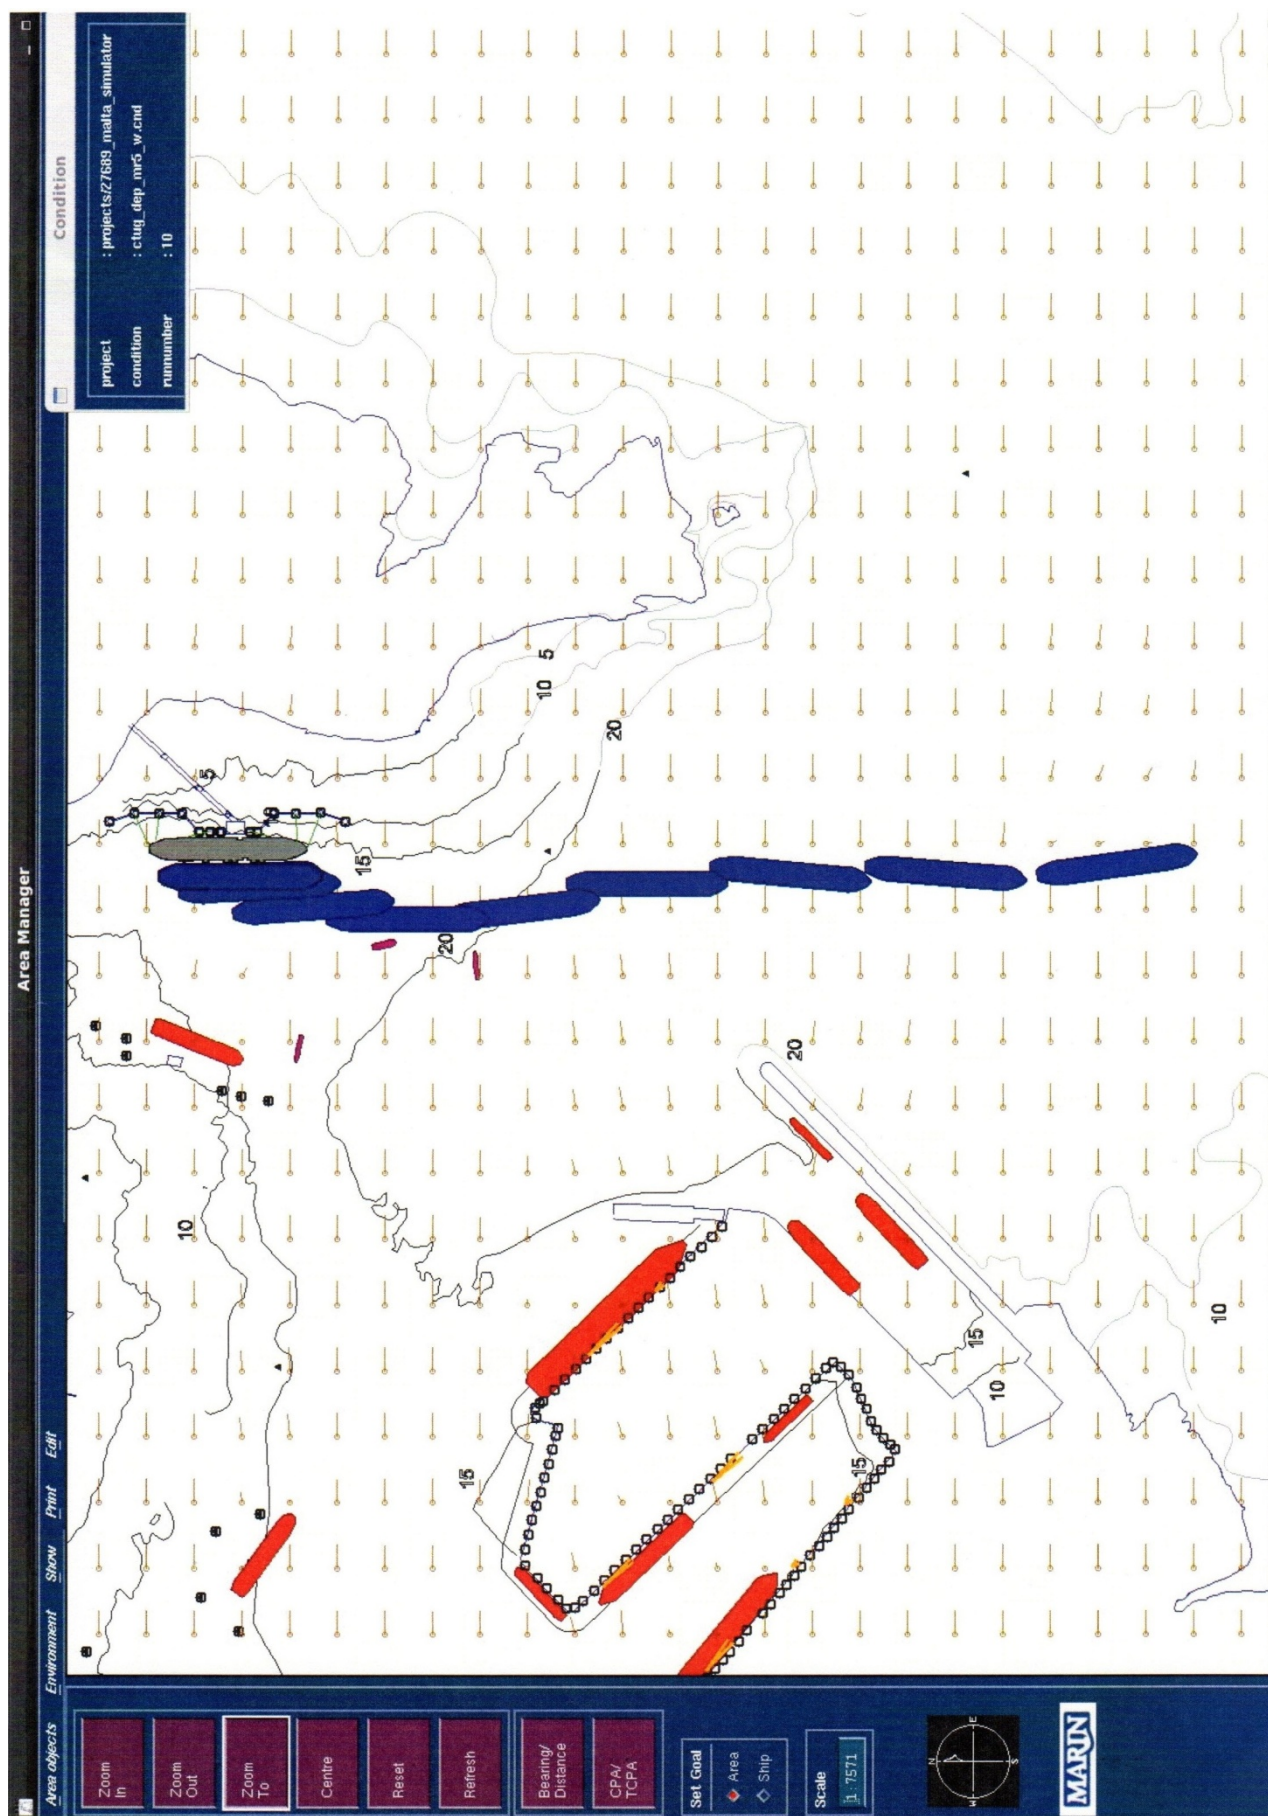 Area Manager
Area objects Environment Show Print Edit
Condition
project : projects/27689_malta_simulator
condition : ctug_dep_mr5_w.cnd
runnumber : 10
Zoom
In
Zoom
Out
Zoom
To
Centre
Reset
Refresh
Bearing/
Distance
CPA/
TCPA
Set Goal
Area
Ship
Scale
1:7571
N
W E
S
MARIN
10
15
20
5
15
20
10
5
20
15
10
15
10